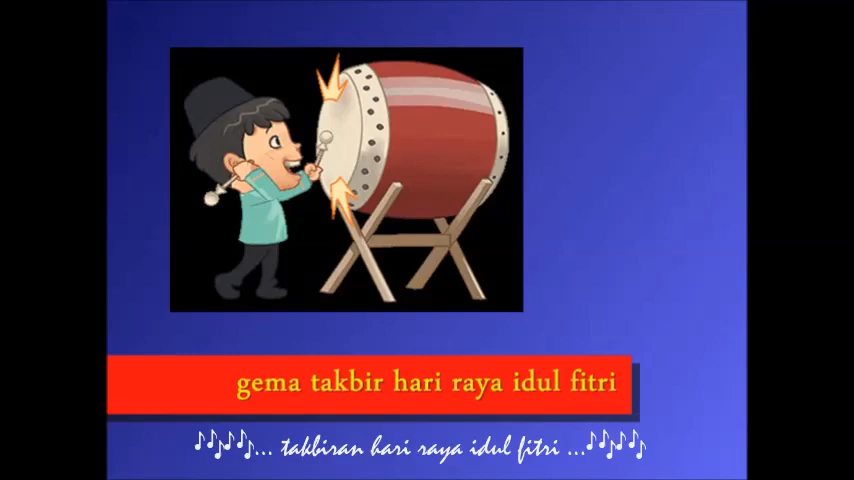 gema takbir hari raya idul fitri
🎶🎶... takbiran hari raya idul fitri ...🎶🎶